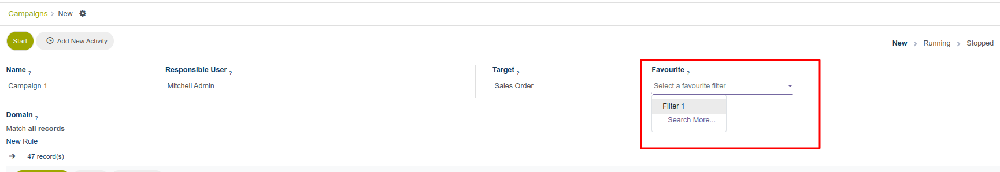 Campaigns > New
Start
Add New Activity
New > Running > Stopped
Name ?
Responsible User ?
Target ?
Favourite ?
Campaign 1
Mitchell Admin
Sales Order
Select a favourite filter
Filter 1
Search More...
Domain ?
Match all records
New Rule
47 record(s)